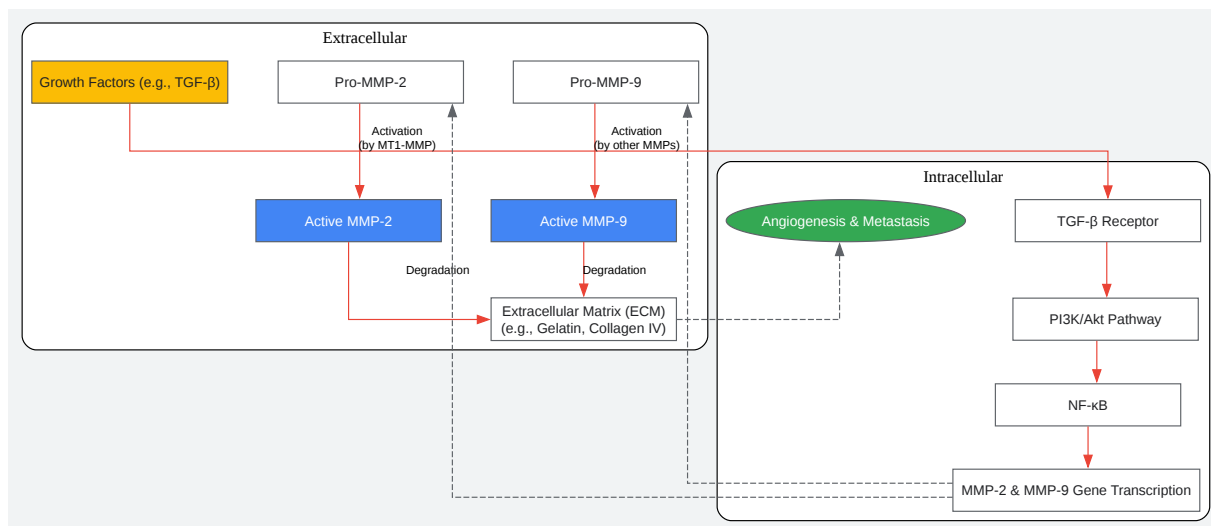 Extracellular
Growth Factors (e.g., TGF-β)
Pro-MMP-2
Pro-MMP-9
Activation
(by MT1-MMP)
Activation
(by other MMPs)
Active MMP-2
Active MMP-9
Degradation
Degradation
Extracellular Matrix (ECM)
(e.g., Gelatin, Collagen IV)
Intracellular
Angiogenesis & Metastasis
TGF-β Receptor
PI3K/Akt Pathway
NF-κB
MMP-2 & MMP-9 Gene Transcription